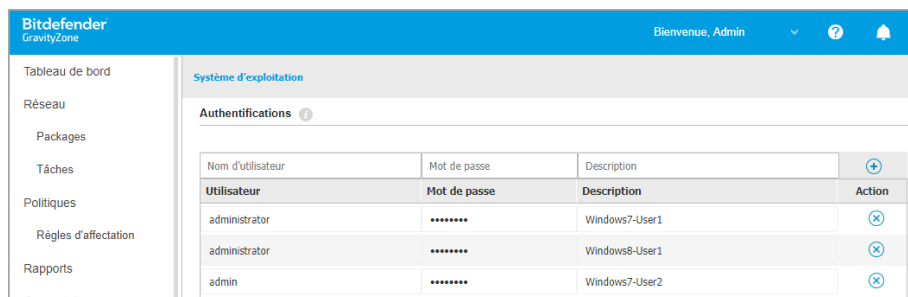 Bitdefender
GravityZone
Bienvenue, Admin
Tableau de bord
Réseau
Packages
Tâches
Politiques
Règles d'affectation
Rapports
Système d'exploitation
Authentifications
Nom d'utilisateur Mot de passe Description
Utilisateur Mot de passe Description Action
administrator •••••••• Windows7-User1
administrator •••••••• Windows8-User1
admin •••••••• Windows7-User2